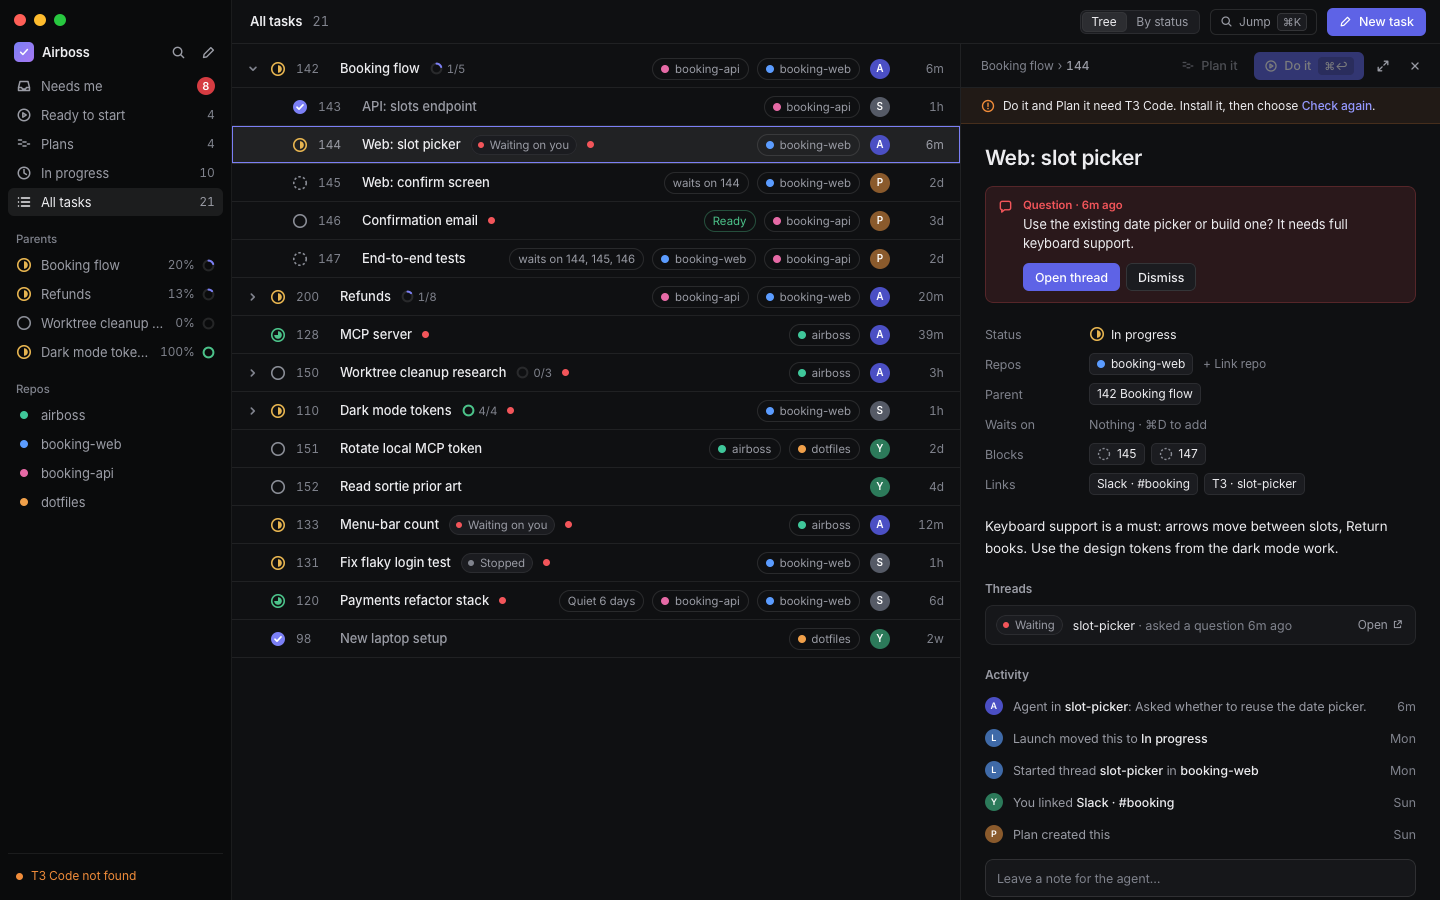 Airboss
Needs me 8
Ready to start 4
Plans 4
In progress 10
All tasks 21
Parents
Booking flow 20%
Refunds 13%
Worktree cleanup ... 0%
Dark mode toke... 100%
Repos
airboss
booking-web
booking-api
dotfiles
T3 Code not found
All tasks 21
Tree By status Jump ⌘K New task
142 Booking flow 1/5 booking-api booking-web A 6m
143 API: slots endpoint booking-api S 1h
144 Web: slot picker Waiting on you booking-web A 6m
145 Web: confirm screen waits on 144 booking-web P 2d
146 Confirmation email Ready booking-api P 3d
147 End-to-end tests waits on 144, 145, 146 booking-web booking-api P 2d
200 Refunds 1/8 booking-api booking-web A 20m
128 MCP server airboss A 39m
150 Worktree cleanup research 0/3 airboss A 3h
110 Dark mode tokens 4/4 booking-web S 1h
151 Rotate local MCP token airboss dotfiles Y 2d
152 Read sortie prior art Y 4d
133 Menu-bar count Waiting on you airboss A 12m
131 Fix flaky login test Stopped booking-web S 1h
120 Payments refactor stack Quiet 6 days booking-api booking-web S 6d
98 New laptop setup dotfiles Y 2w
Booking flow › 144 Plan it Do it ⌘↩
Do it and Plan it need T3 Code. Install it, then choose Check again.
Web: slot picker
Question · 6m ago
Use the existing date picker or build one? It needs full
keyboard support.
Open thread Dismiss
Status In progress
Repos booking-web + Link repo
Parent 142 Booking flow
Waits on Nothing · ⌘D to add
Blocks 145 147
Links Slack · #booking T3 · slot-picker
Keyboard support is a must: arrows move between slots, Return
books. Use the design tokens from the dark mode work.
Threads
Waiting slot-picker · asked a question 6m ago Open
Activity
A Agent in slot-picker: Asked whether to reuse the date picker. 6m
L Launch moved this to In progress Mon
L Started thread slot-picker in booking-web Mon
Y You linked Slack · #booking Sun
P Plan created this Sun
Leave a note for the agent...